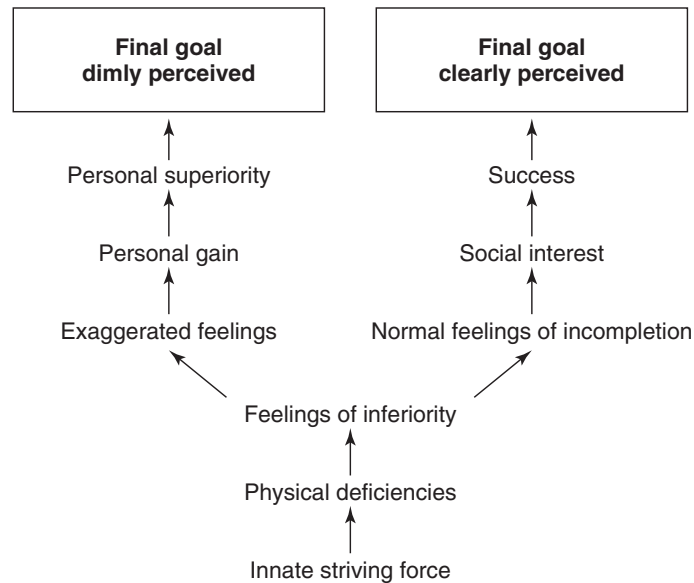 Final goal
dimly perceived
Final goal
clearly perceived
Personal superiority
Success
Personal gain
Social interest
Exaggerated feelings
Normal feelings of incompletion
Feelings of inferiority
Physical deficiencies
Innate striving force